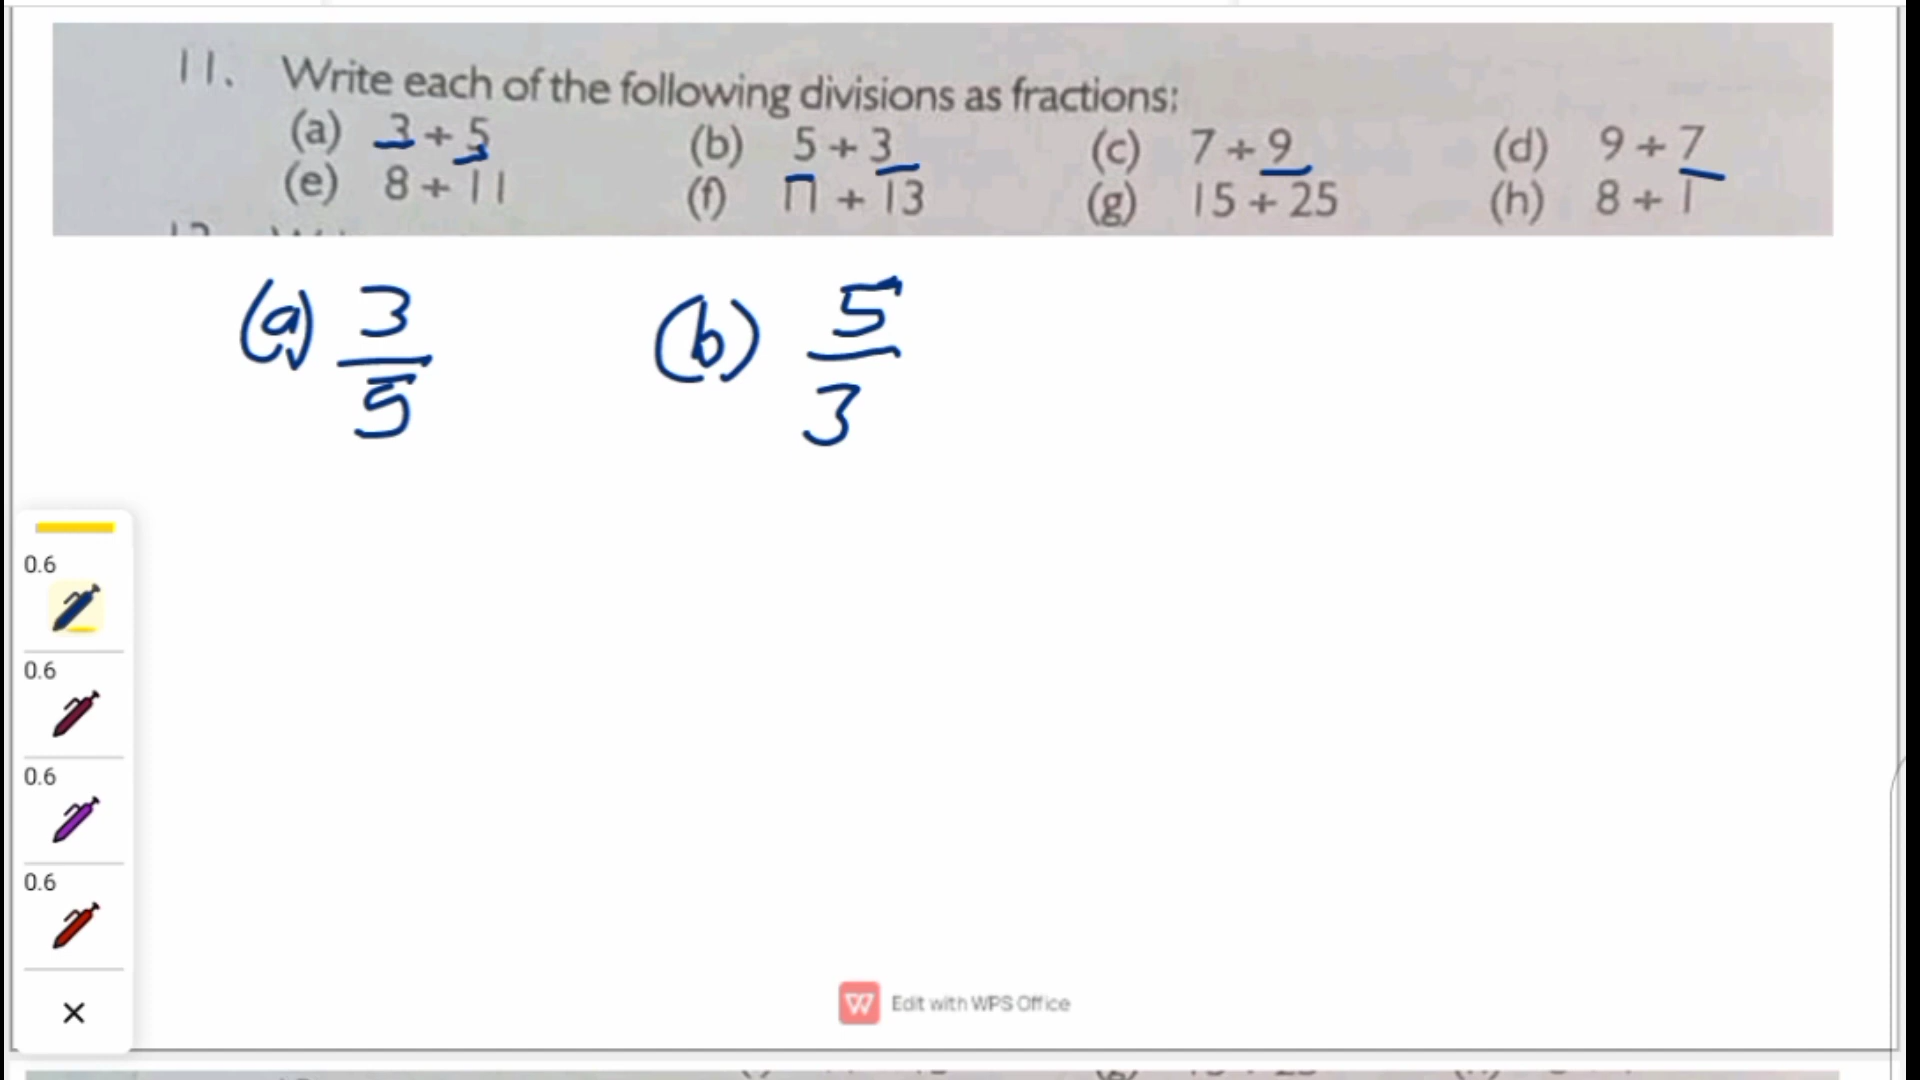 11. Write each of the following divisions as fractions:
(a) 3 ÷ 5 (b) 5 ÷ 3 (c) 7 ÷ 9 (d) 9 ÷ 7
(e) 8 ÷ 11 (f) 11 ÷ 13 (g) 15 ÷ 25 (h) 8 ÷ 1
(a) 3/5 (b) 5/3
0.6
0.6
0.6
0.6
Edit with WPS Office